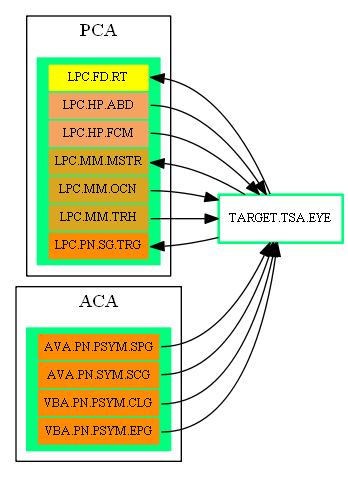 PCA
LPC.FD.RT
LPC.HP.ABD
LPC.HP.FCM
LPC.MM.MSTR
LPC.MM.OCN
LPC.MM.TRH
LPC.PN.SG.TRG
TARGET.TSA.EYE
ACA
AVA.PN.PSYM.SPG
AVA.PN.SYM.SCG
VBA.PN.PSYM.CLG
VBA.PN.PSYM.EPG